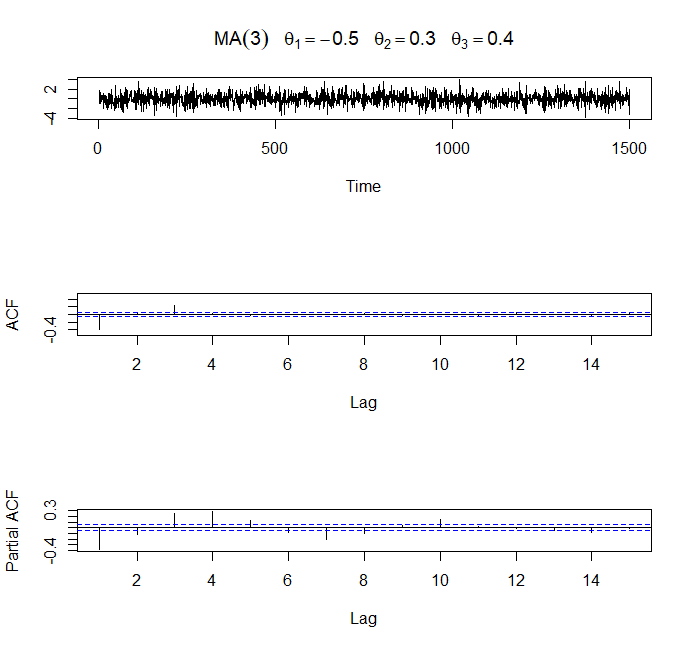 MA(3) θ₁ = −0.5 θ₂ = 0.3 θ₃ = 0.4
2
-4
0 500 1000 1500
Time
ACF
-0.4
2 4 6 8 10 12 14
Lag
Partial ACF
0.3
-0.4
2 4 6 8 10 12 14
Lag